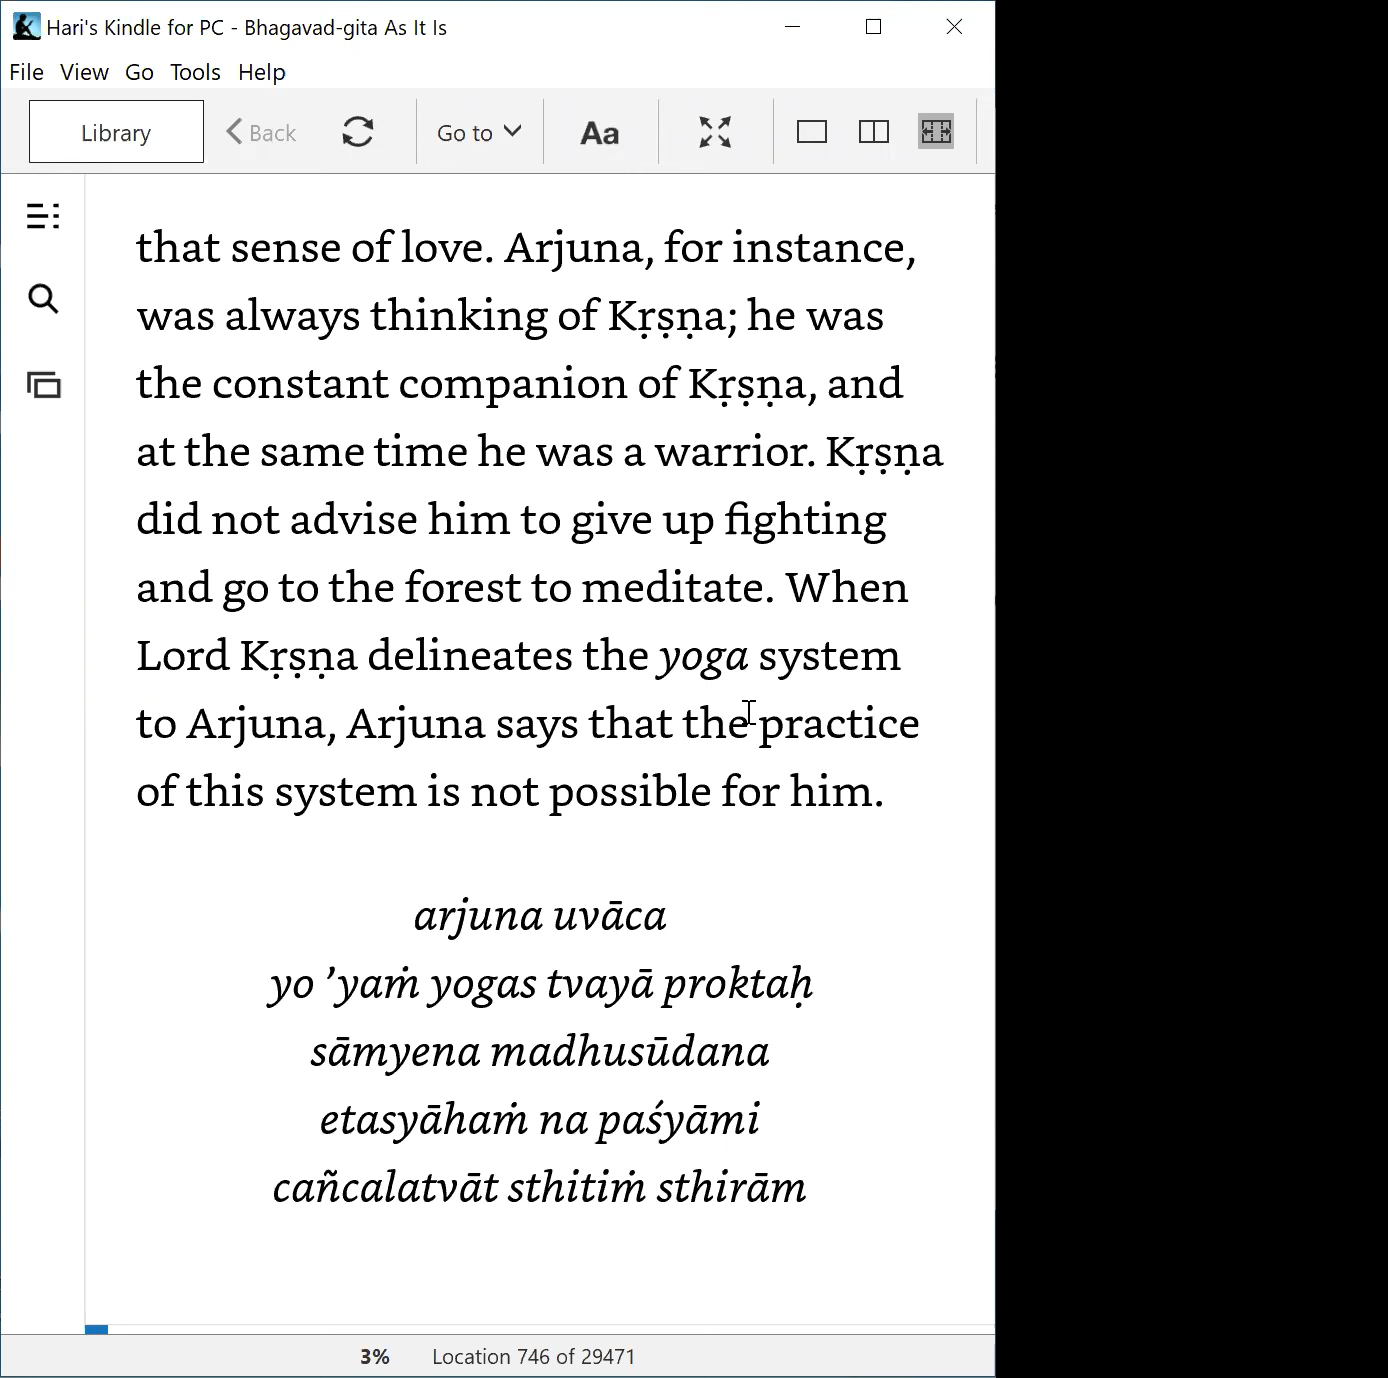 Hari's Kindle for PC - Bhagavad-gita As It Is
File View Go Tools Help
Library Back Go to Aa
that sense of love. Arjuna, for instance,
was always thinking of Kṛṣṇa; he was
the constant companion of Kṛṣṇa, and
at the same time he was a warrior. Kṛṣṇa
did not advise him to give up fighting
and go to the forest to meditate. When
Lord Kṛṣṇa delineates the yoga system
to Arjuna, Arjuna says that the practice
of this system is not possible for him.
arjuna uvāca
yo ’yaṁ yogas tvayā proktaḥ
sāmyena madhusūdana
etasyāhaṁ na paśyāmi
cañcalatvāt sthitiṁ sthirām
3% Location 746 of 29471